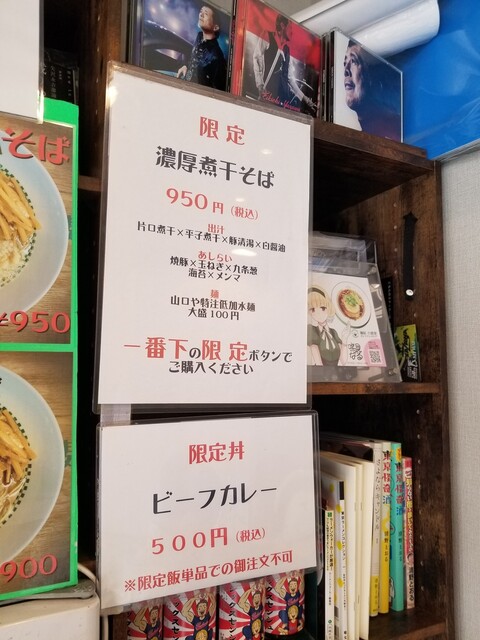 限定
濃厚煮干そば
950円(税込)
出汁
片口煮干×平子煮干×豚清湯×白醤油
あしらい
焼豚×玉ねぎ×九条葱
海苔×メンマ
麺
山口や特注低加水麺
大盛100円
一番下の限定ボタンで
ご購入ください
限定丼
ビーフカレー
500円(税込)
※限定飯単品での御注文不可
そば
¥950
900
東京怪奇酒